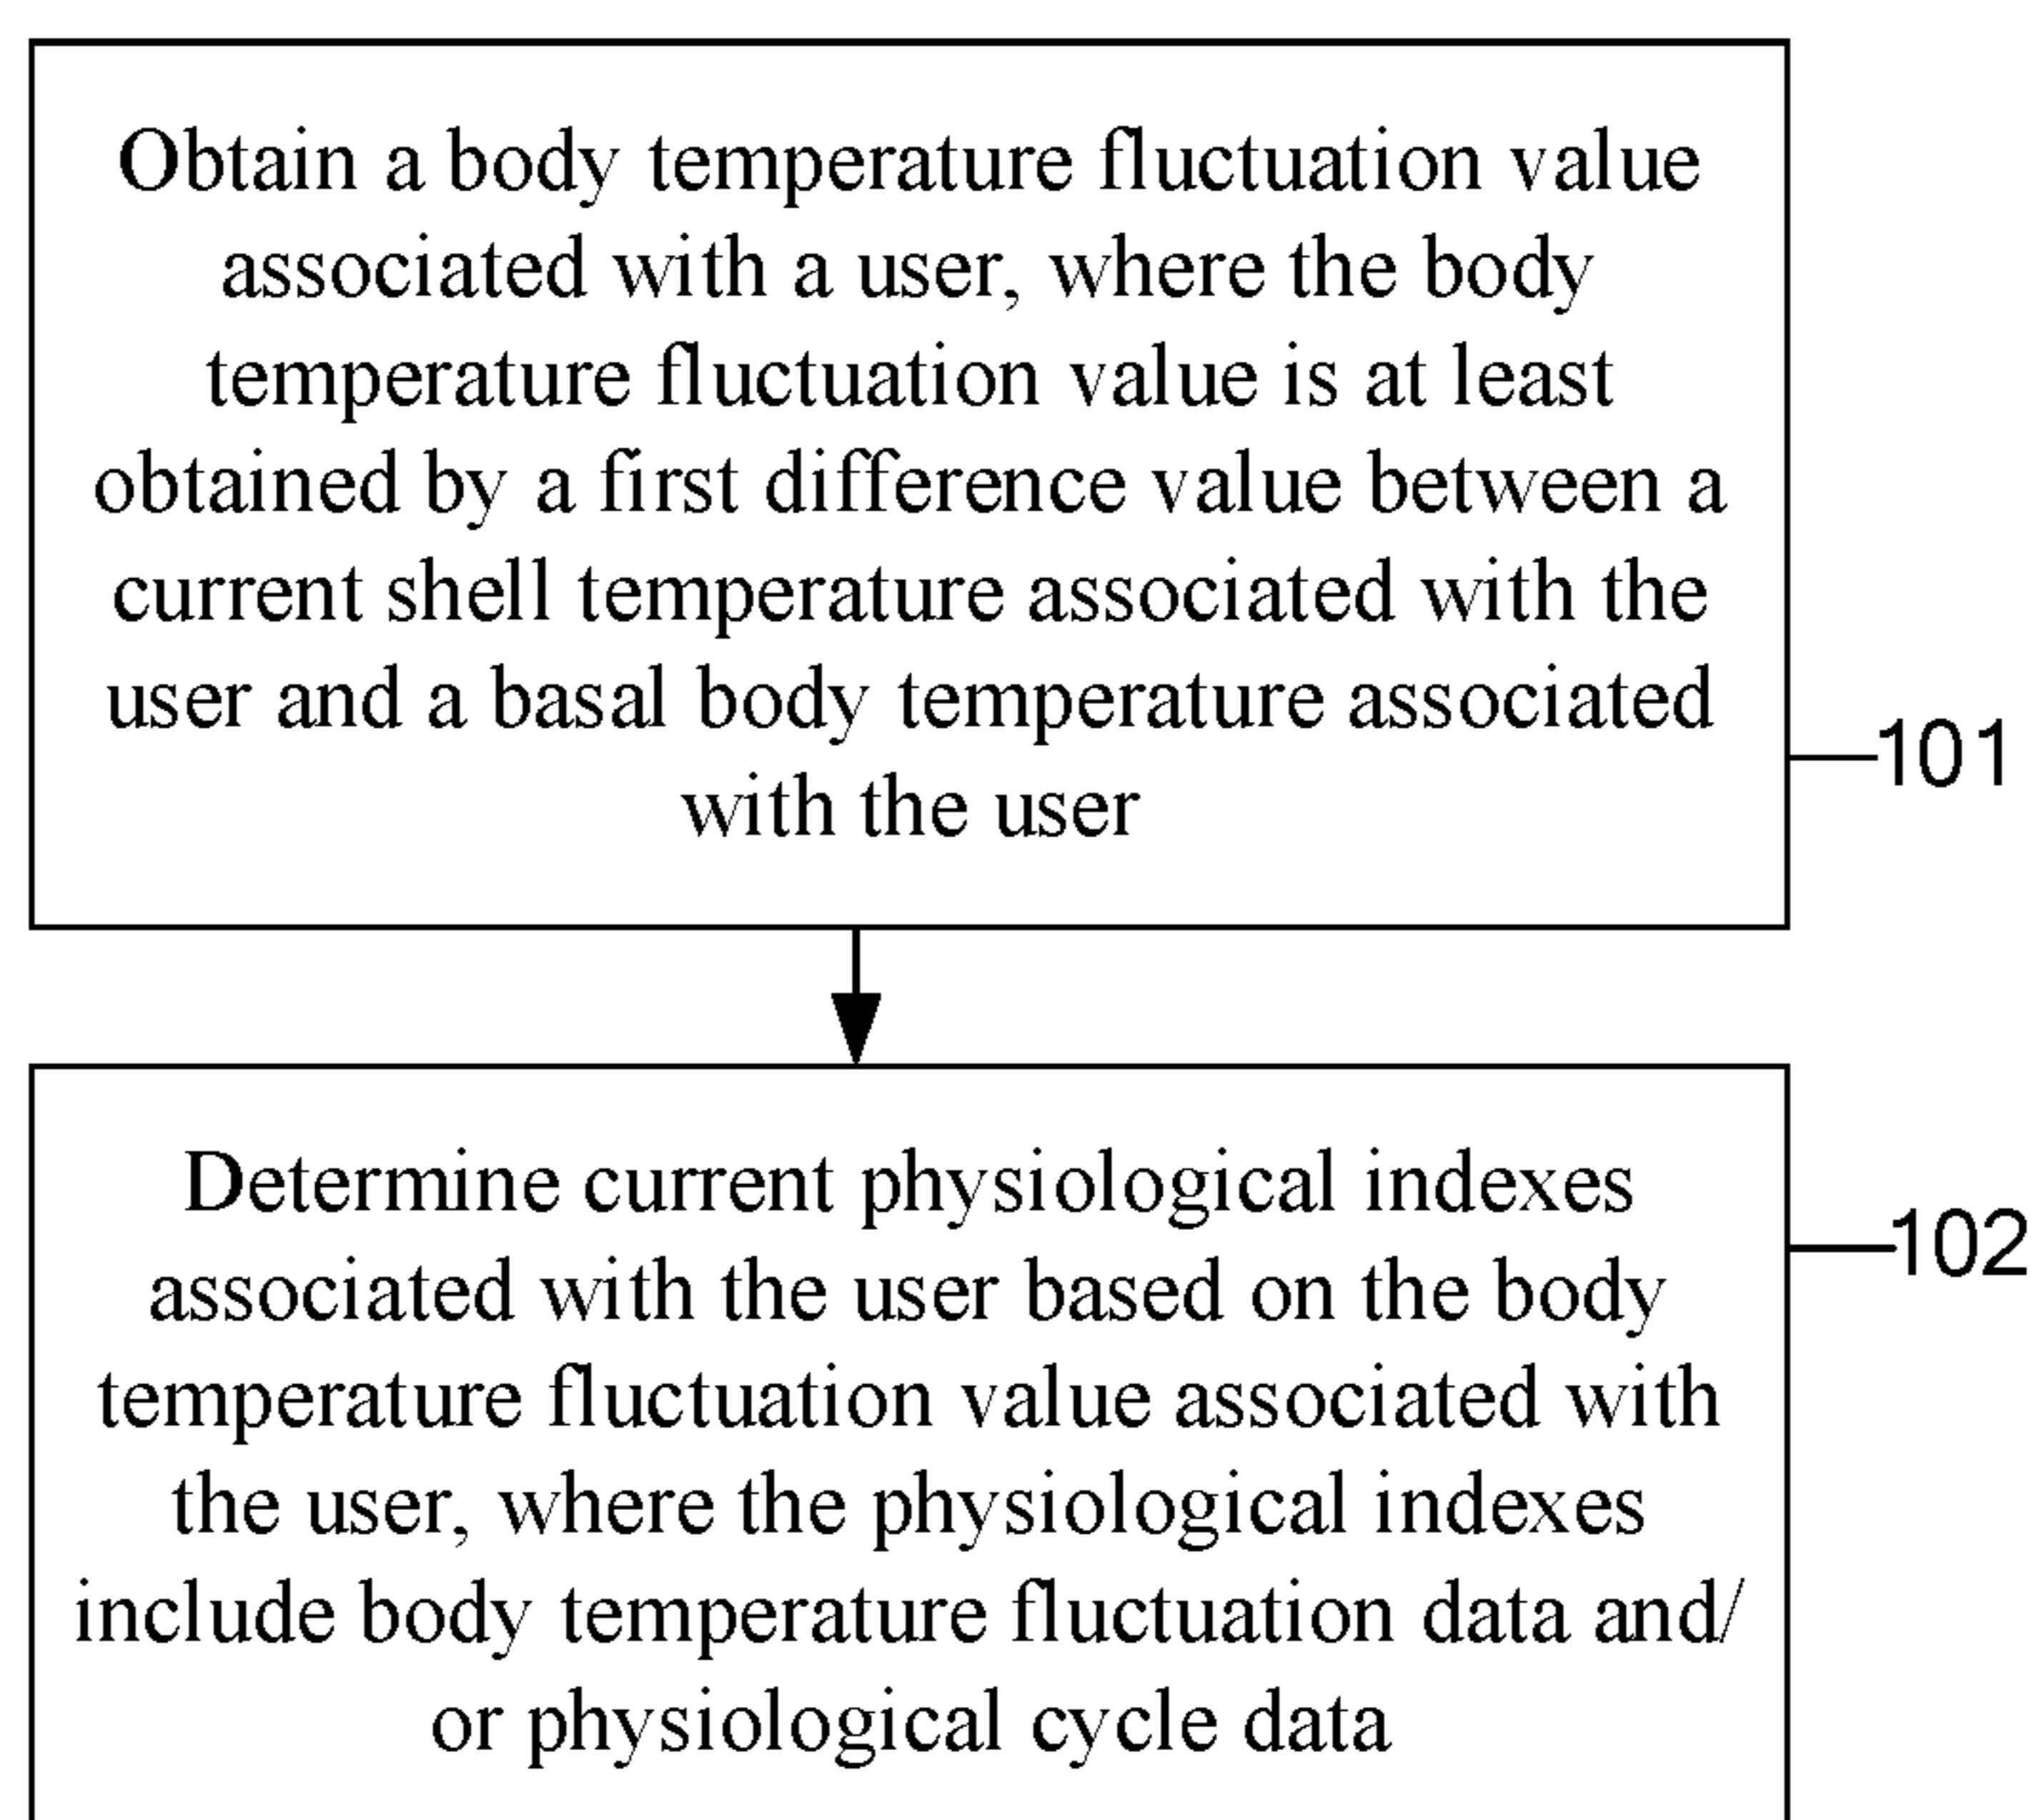 Obtain a body temperature fluctuation value
associated with a user, where the body
temperature fluctuation value is at least
obtained by a first difference value between a
current shell temperature associated with the
user and a basal body temperature associated
with the user
101
Determine current physiological indexes
associated with the user based on the body
temperature fluctuation value associated with
the user, where the physiological indexes
include body temperature fluctuation data and/
or physiological cycle data
102